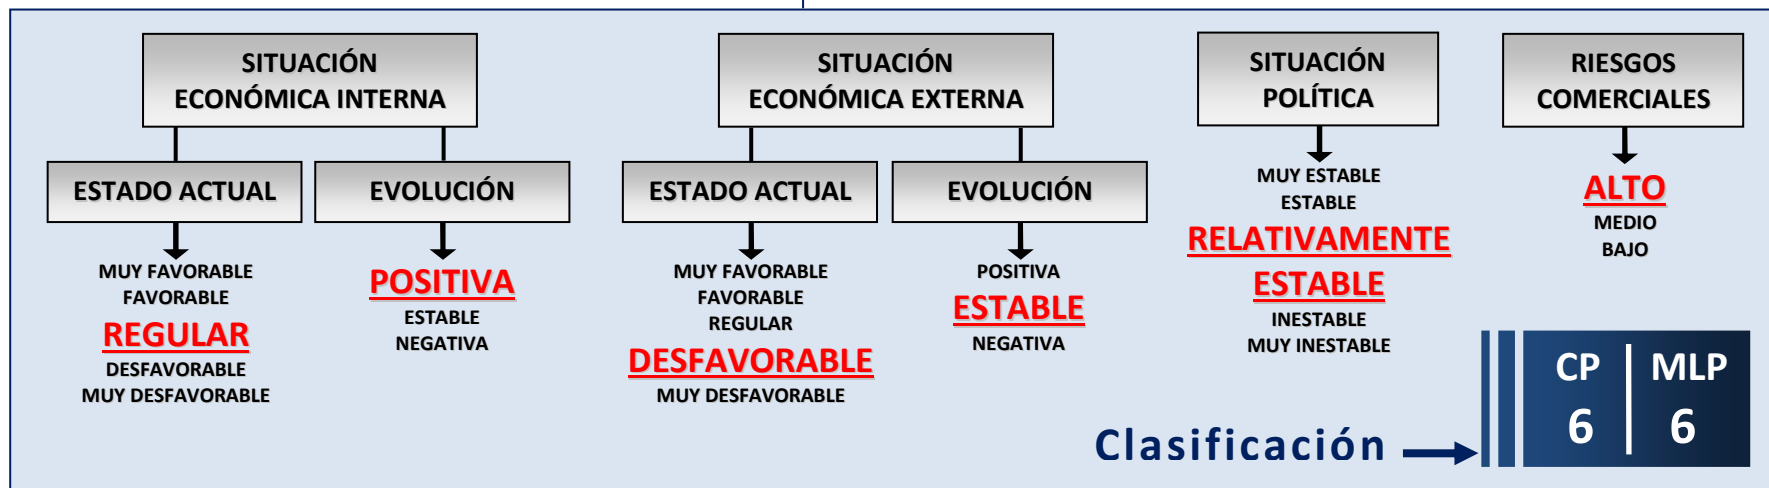 SITUACIÓN
ECONÓMICA INTERNA
ESTADO ACTUAL
MUY FAVORABLE
FAVORABLE
REGULAR
DESFAVORABLE
MUY DESFAVORABLE
EVOLUCIÓN
POSITIVA
ESTABLE
NEGATIVA
SITUACIÓN
ECONÓMICA EXTERNA
ESTADO ACTUAL
MUY FAVORABLE
FAVORABLE
REGULAR
DESFAVORABLE
MUY DESFAVORABLE
EVOLUCIÓN
POSITIVA
ESTABLE
NEGATIVA
SITUACIÓN
POLÍTICA
MUY ESTABLE
ESTABLE
RELATIVAMENTE
ESTABLE
INESTABLE
MUY INESTABLE
RIESGOS
COMERCIALES
ALTO
MEDIO
BAJO
Clasificación
CP
6
MLP
6